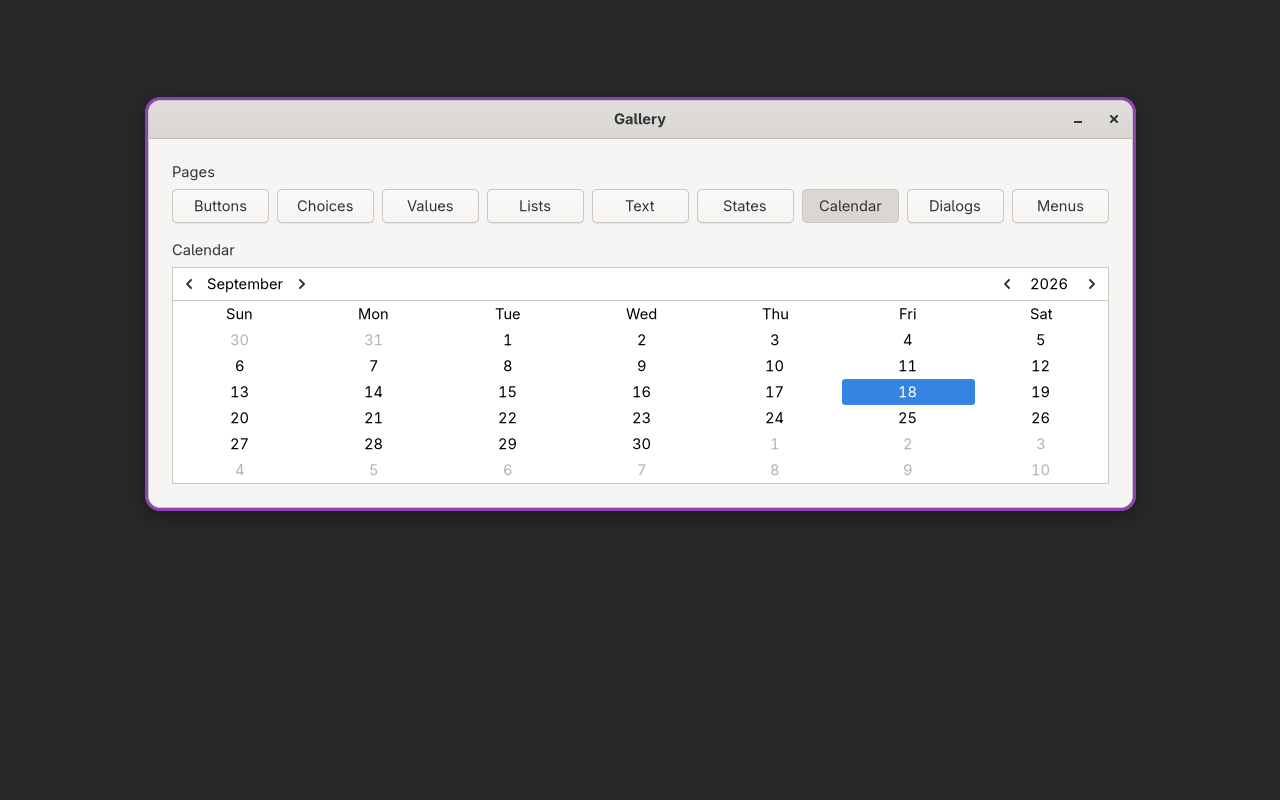 Gallery
Pages
Buttons Choices Values Lists Text States Calendar Dialogs Menus
Calendar
September 2026
Sun Mon Tue Wed Thu Fri Sat
30 31 1 2 3 4 5
6 7 8 9 10 11 12
13 14 15 16 17 18 19
20 21 22 23 24 25 26
27 28 29 30 1 2 3
4 5 6 7 8 9 10